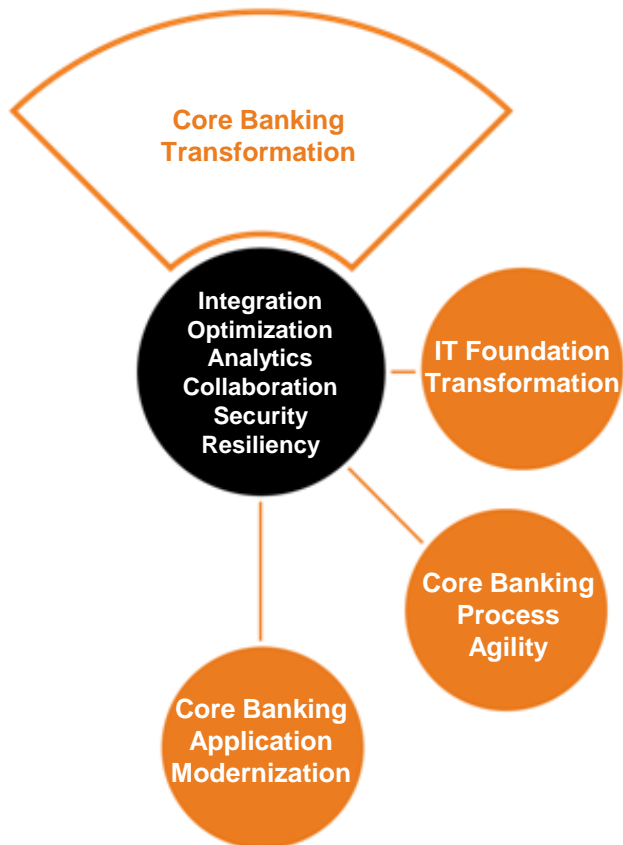 Core Banking
Transformation
Integration
Optimization
Analytics
Collaboration
Security
Resiliency
IT Foundation
Transformation
Core Banking
Process
Agility
Core Banking
Application
Modernization